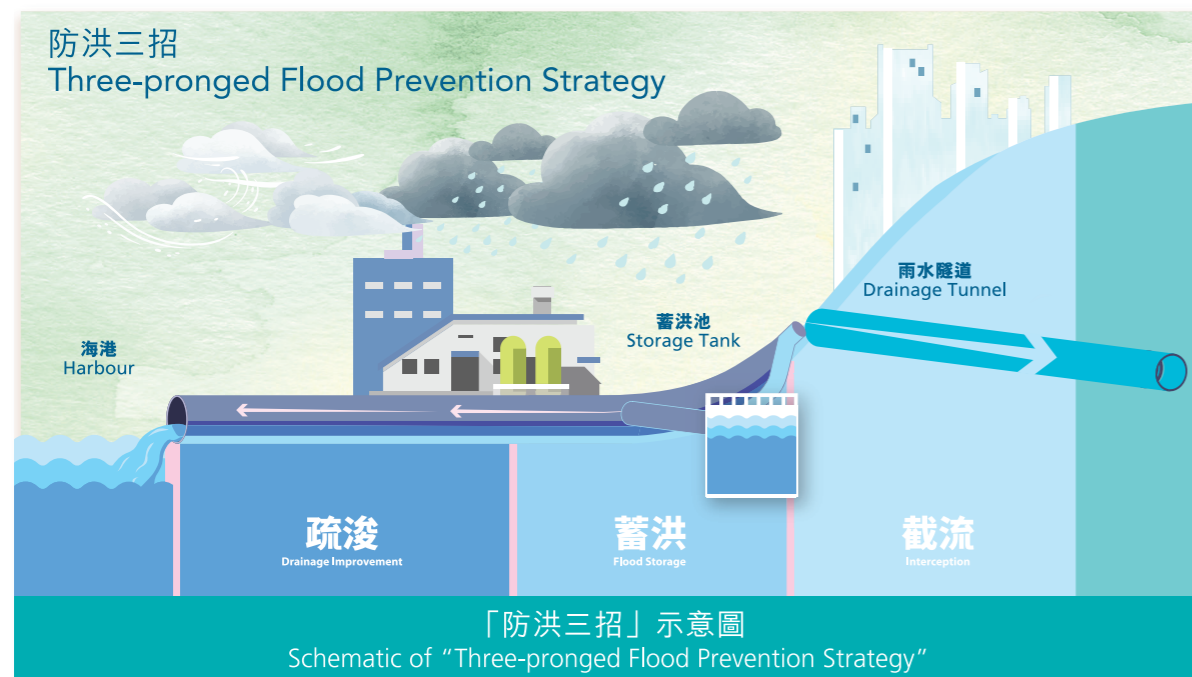 防洪三招
Three-pronged Flood Prevention Strategy
雨水隧道
Drainage Tunnel
蓄洪池
Storage Tank
海港
Harbour
疏浚
Drainage Improvement
蓄洪
Flood Storage
截流
Interception
「防洪三招」示意圖
Schematic of “Three-pronged Flood Prevention Strategy”